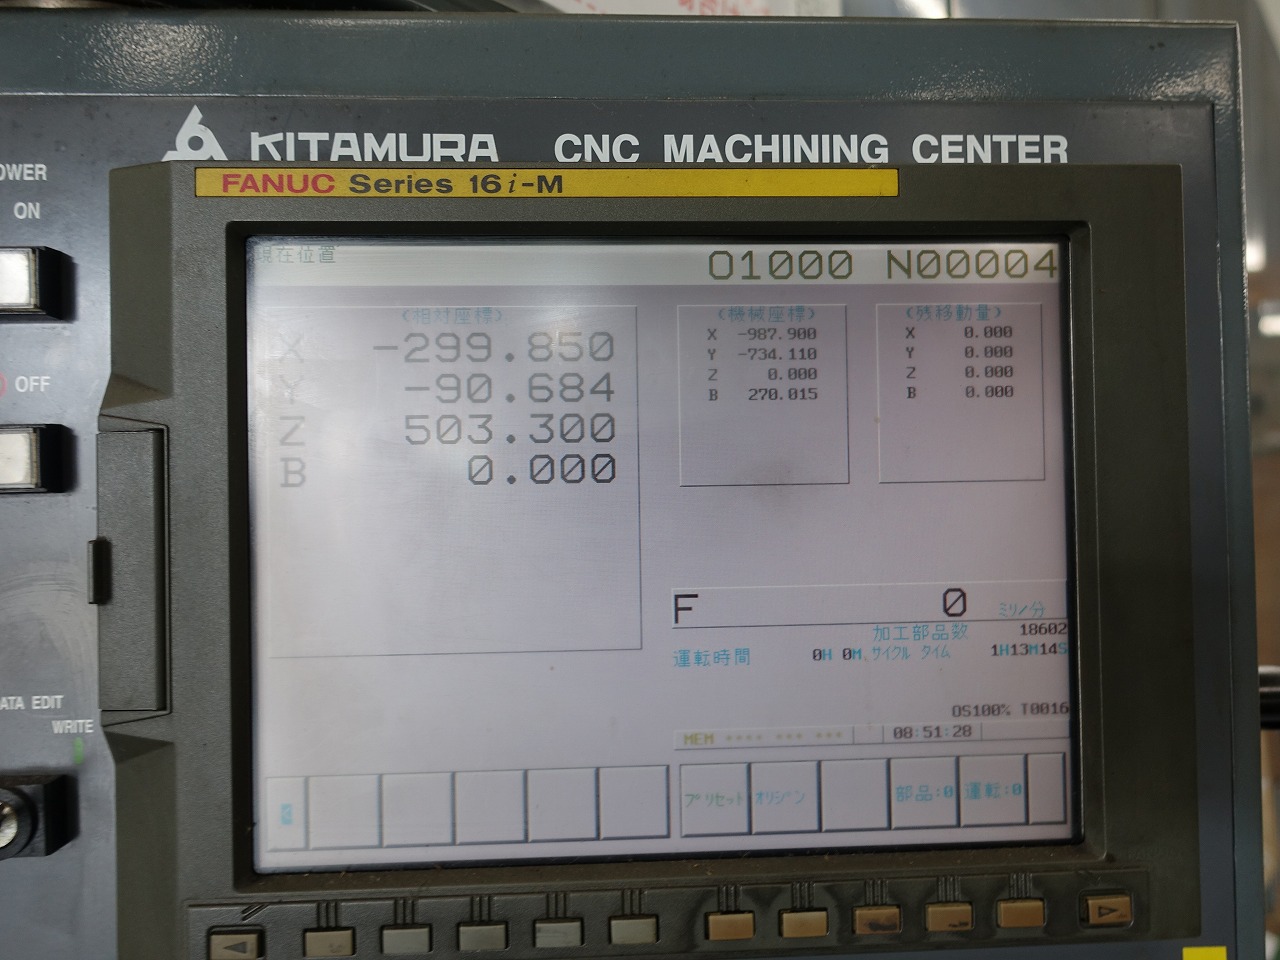 KITAMURA CNC MACHINING CENTER
FANUC Series 16i-M
OWER
ON
OFF
ATA EDIT
WRITE
現在位置 O1000 N00004
(相対座標)
X -299.850
Y -90.684
Z 503.300
B 0.000
(機械座標)
X -987.900
Y -734.110
Z 0.000
B 270.015
(残移動量)
X 0.000
Y 0.000
Z 0.000
B 0.000
F 0 ミリ/分
加工部品数 18602
運転時間 0H 0M サイクル タイム 1H13M14S
OS100% T0016
MEM **** *** *** 08:51:28
プリセット オリジン 部品:0 運転:0